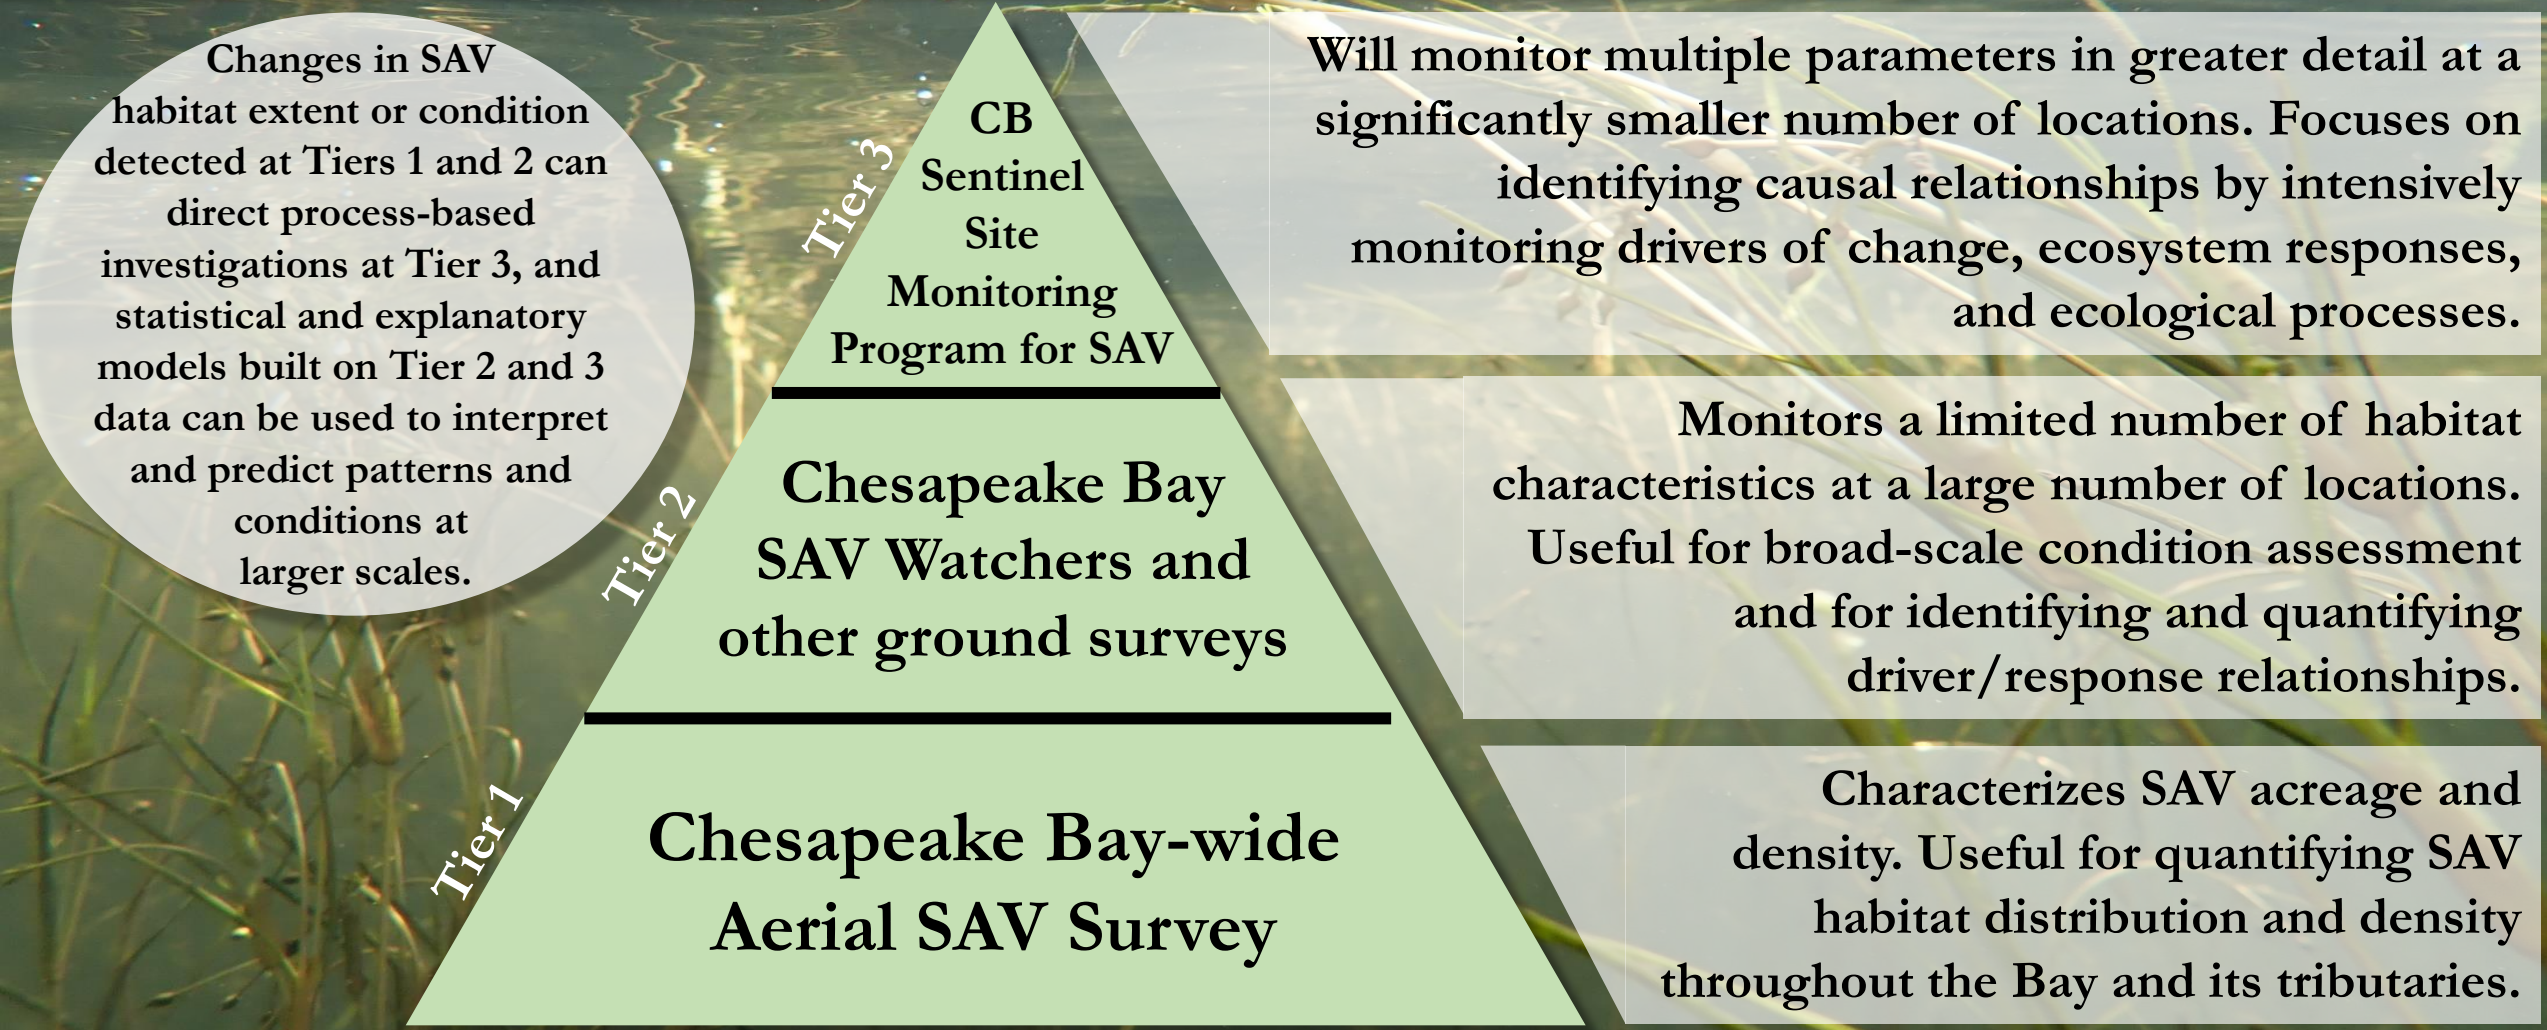 Changes in SAV
habitat extent or condition
detected at Tiers 1 and 2 can
direct process-based
investigations at Tier 3, and
statistical and explanatory
models built on Tier 2 and 3
data can be used to interpret
and predict patterns and
conditions at
larger scales.
Tier 3
CB
Sentinel
Site
Monitoring
Program for SAV
Will monitor multiple parameters in greater detail at a
significantly smaller number of locations. Focuses on
identifying causal relationships by intensively
monitoring drivers of change, ecosystem responses,
and ecological processes.
Tier 2
Chesapeake Bay
SAV Watchers and
other ground surveys
Monitors a limited number of habitat
characteristics at a large number of locations.
Useful for broad-scale condition assessment
and for identifying and quantifying
driver/response relationships.
Tier 1
Chesapeake Bay-wide
Aerial SAV Survey
Characterizes SAV acreage and
density. Useful for quantifying SAV
habitat distribution and density
throughout the Bay and its tributaries.